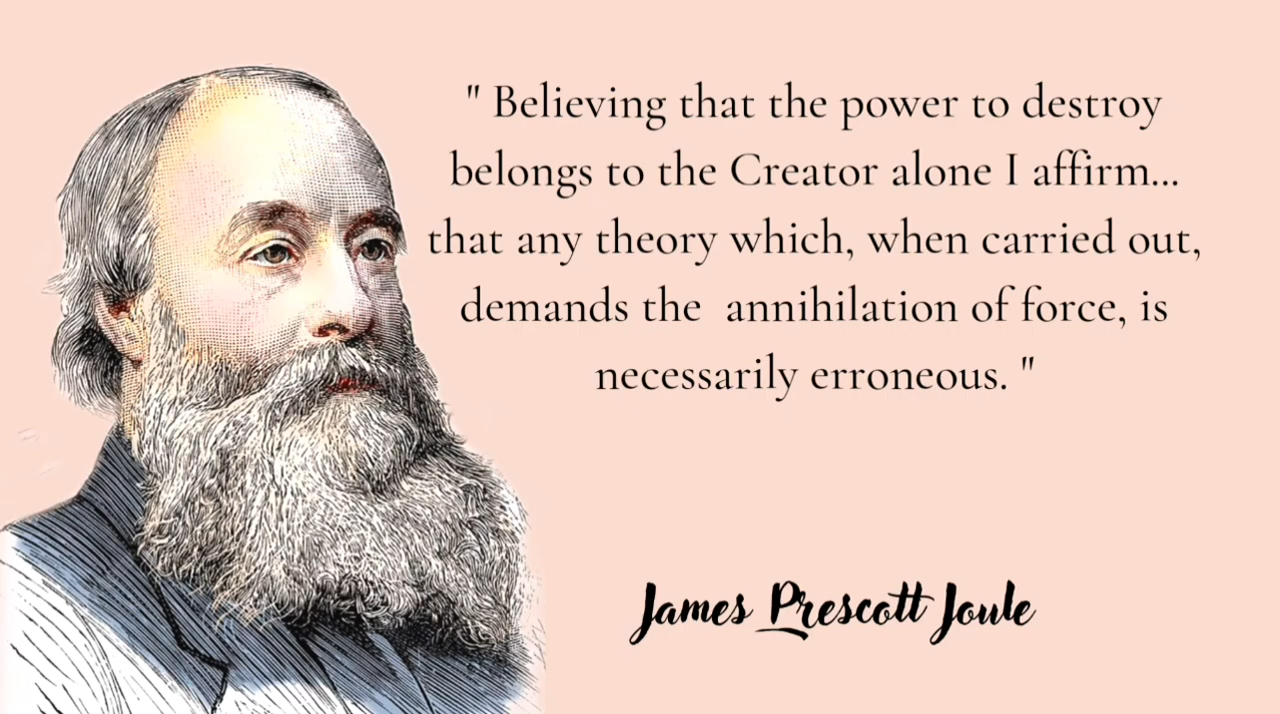 " Believing that the power to destroy
belongs to the Creator alone I affirm...
that any theory which, when carried out,
demands the  annihilation of force, is
necessarily erroneous. "
James Prescott Joule